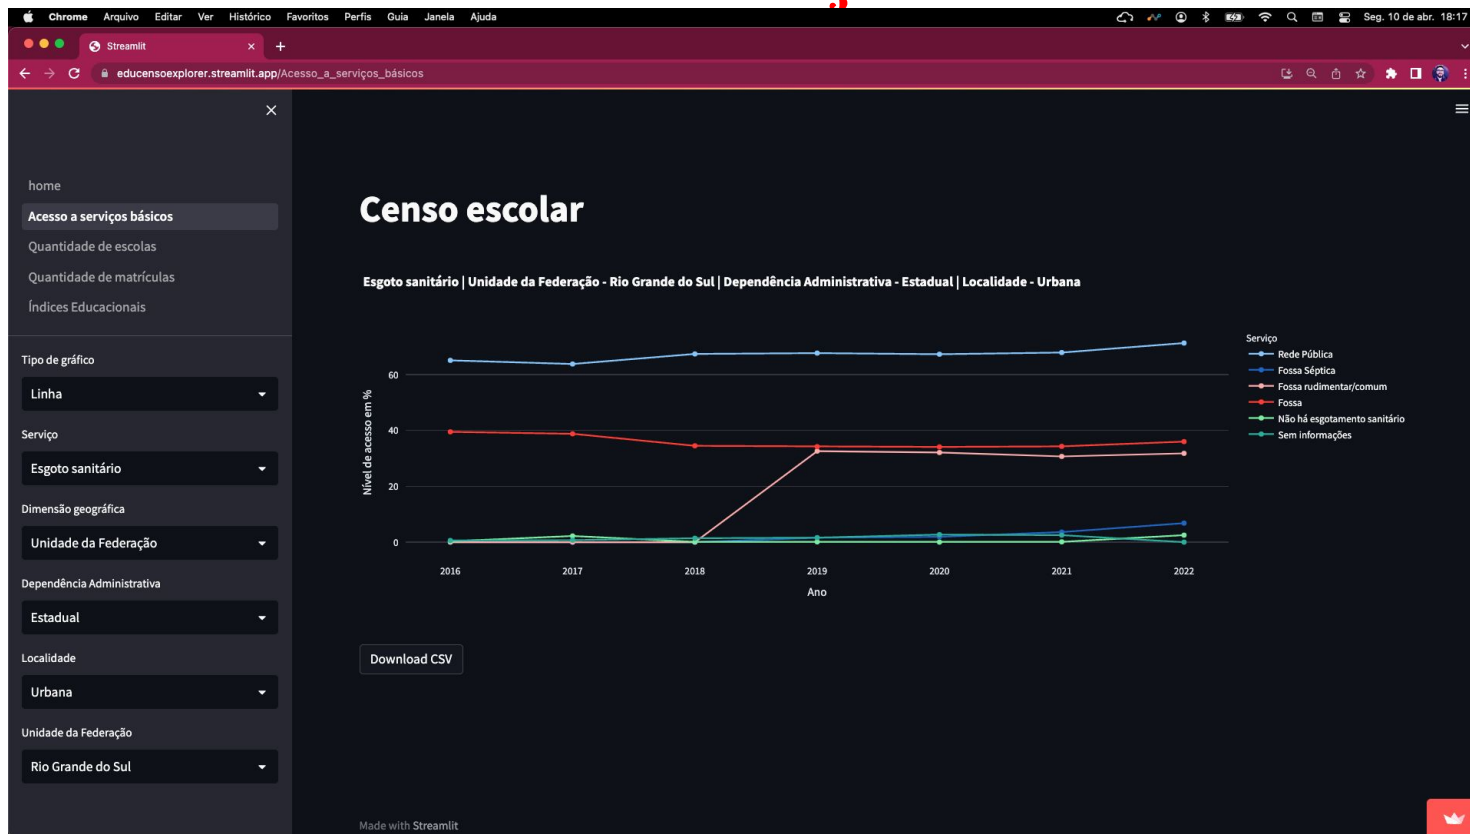 Chrome Arquivo Editar Ver Histórico Favoritos Perfis Guia Janela Ajuda
Seg. 10 de abr. 18:17
Streamlit
educensoexplorer.streamlit.app/Acesso_a_serviços_básicos
home
Acesso a serviços básicos
Quantidade de escolas
Quantidade de matrículas
Índices Educacionais
Tipo de gráfico
Linha
Serviço
Esgoto sanitário
Dimensão geográfica
Unidade da Federação
Dependência Administrativa
Estadual
Localidade
Urbana
Unidade da Federação
Rio Grande do Sul
Censo escolar
Esgoto sanitário | Unidade da Federação - Rio Grande do Sul | Dependência Administrativa - Estadual | Localidade - Urbana
Nível de acesso em %
60
40
20
0
2016 2017 2018 2019 2020 2021 2022
Ano
Serviço
Rede Pública
Fossa Séptica
Fossa rudimentar/comum
Fossa
Não há esgotamento sanitário
Sem informações
Download CSV
Made with Streamlit